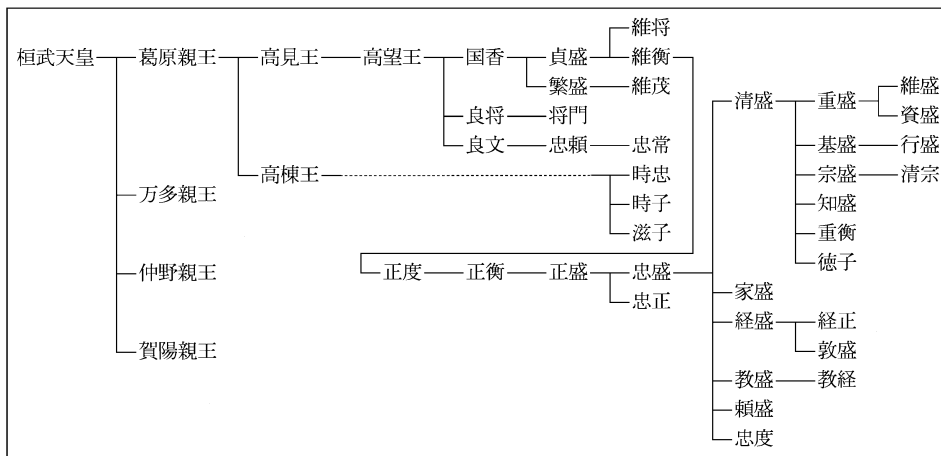 維将
桓武天皇 葛原親王 高見王 高望王 国香 貞盛 維衡
繁盛 維茂
維盛
清盛 重盛
資盛
良将 将門
良文 忠頼 忠常
基盛 行盛
高棟王 時忠
宗盛 清宗
万多親王
時子
知盛
滋子
重衡
徳子
仲野親王 正度 正衡 正盛 忠盛
家盛
忠正
経盛 経正
賀陽親王
敦盛
教盛 教経
頼盛
忠度